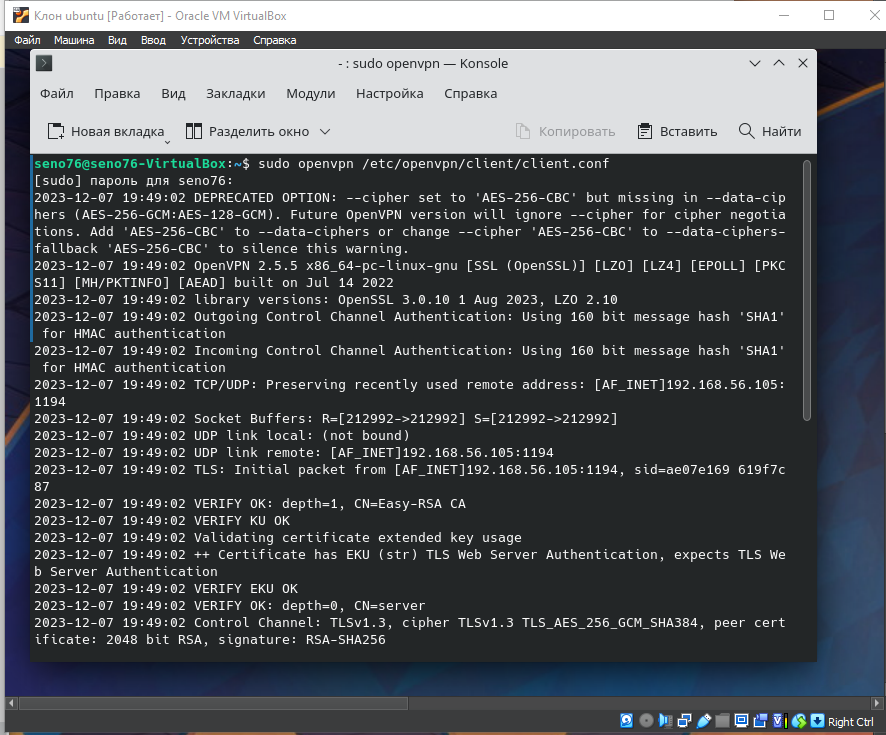 Клон ubuntu [Работает] - Oracle VM VirtualBox
Файл Машина Вид Ввод Устройства Справка
- : sudo openvpn — Konsole
Файл Правка Вид Закладки Модули Настройка Справка
Новая вкладка Разделить окно Копировать Вставить Найти
seno76@seno76-VirtualBox:~$ sudo openvpn /etc/openvpn/client/client.conf
[sudo] пароль для seno76:
2023-12-07 19:49:02 DEPRECATED OPTION: --cipher set to 'AES-256-CBC' but missing in --data-cip
hers (AES-256-GCM:AES-128-GCM). Future OpenVPN version will ignore --cipher for cipher negotia
tions. Add 'AES-256-CBC' to --data-ciphers or change --cipher 'AES-256-CBC' to --data-ciphers-
fallback 'AES-256-CBC' to silence this warning.
2023-12-07 19:49:02 OpenVPN 2.5.5 x86_64-pc-linux-gnu [SSL (OpenSSL)] [LZO] [LZ4] [EPOLL] [PKC
S11] [MH/PKTINFO] [AEAD] built on Jul 14 2022
2023-12-07 19:49:02 library versions: OpenSSL 3.0.10 1 Aug 2023, LZO 2.10
2023-12-07 19:49:02 Outgoing Control Channel Authentication: Using 160 bit message hash 'SHA1'
 for HMAC authentication
2023-12-07 19:49:02 Incoming Control Channel Authentication: Using 160 bit message hash 'SHA1'
 for HMAC authentication
2023-12-07 19:49:02 TCP/UDP: Preserving recently used remote address: [AF_INET]192.168.56.105:
1194
2023-12-07 19:49:02 Socket Buffers: R=[212992->212992] S=[212992->212992]
2023-12-07 19:49:02 UDP link local: (not bound)
2023-12-07 19:49:02 UDP link remote: [AF_INET]192.168.56.105:1194
2023-12-07 19:49:02 TLS: Initial packet from [AF_INET]192.168.56.105:1194, sid=ae07e169 619f7c
87
2023-12-07 19:49:02 VERIFY OK: depth=1, CN=Easy-RSA CA
2023-12-07 19:49:02 VERIFY KU OK
2023-12-07 19:49:02 Validating certificate extended key usage
2023-12-07 19:49:02 ++ Certificate has EKU (str) TLS Web Server Authentication, expects TLS We
b Server Authentication
2023-12-07 19:49:02 VERIFY EKU OK
2023-12-07 19:49:02 VERIFY OK: depth=0, CN=server
2023-12-07 19:49:02 Control Channel: TLSv1.3, cipher TLSv1.3 TLS_AES_256_GCM_SHA384, peer cert
ificate: 2048 bit RSA, signature: RSA-SHA256
Right Ctrl